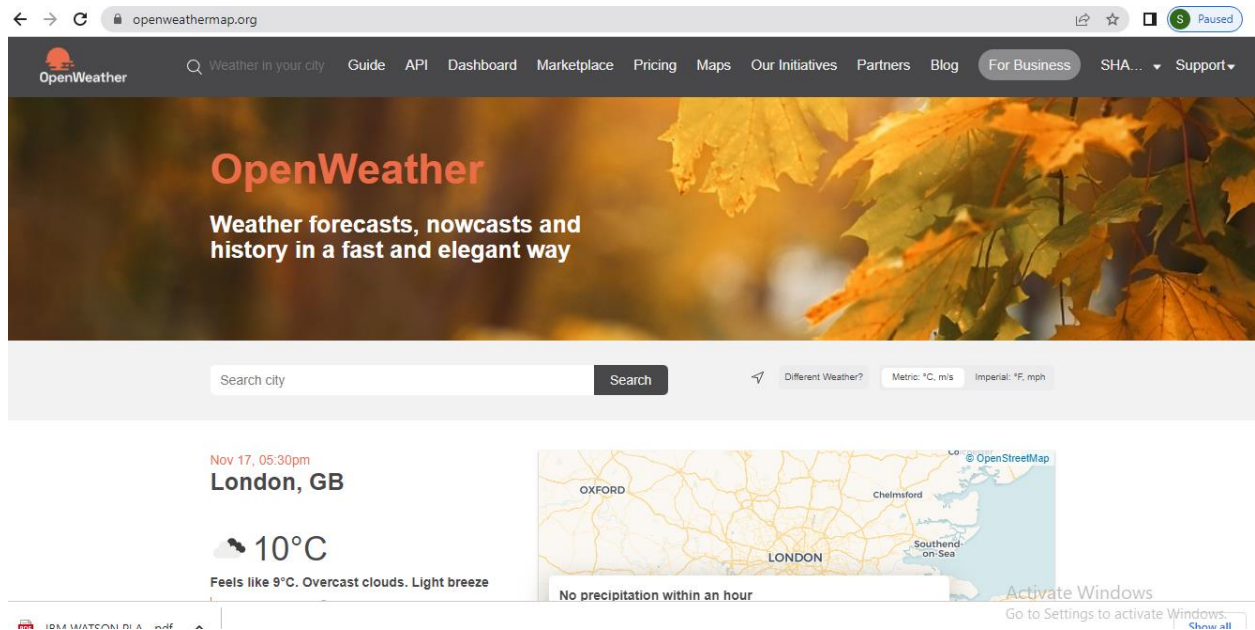 openweathermap.org
S Paused
OpenWeather
Weather in your city Guide API Dashboard Marketplace Pricing Maps Our Initiatives Partners Blog For Business SHA... Support
OpenWeather
Weather forecasts, nowcasts and
history in a fast and elegant way
Search city Search Different Weather? Metric: °C, m/s Imperial: °F, mph
Nov 17, 05:30pm
London, GB
10°C
Feels like 9°C. Overcast clouds. Light breeze
© OpenStreetMap
OXFORD
Chelmsford
Southend-
on-Sea
LONDON
No precipitation within an hour
Activate Windows
Go to Settings to activate Windows.
IBM WATSON PLA....pdf
Show all